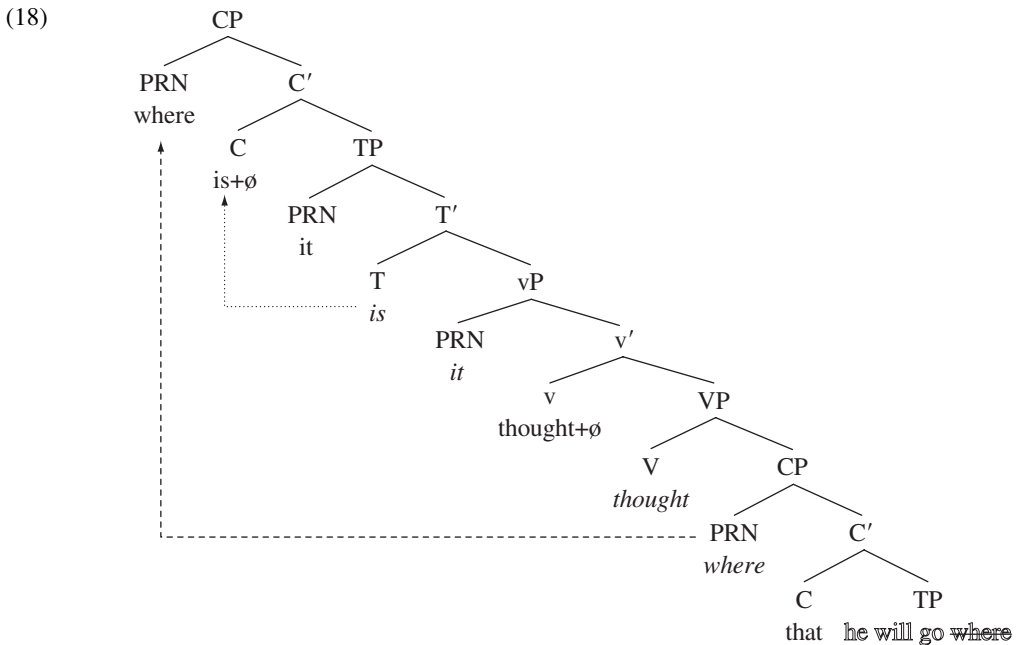 (18)
CP
PRN C′
where
C TP
is+ø
PRN T′
it
T vP
is
PRN v′
it
v VP
thought+ø
V CP
thought
PRN C′
where
C TP
that he will go where